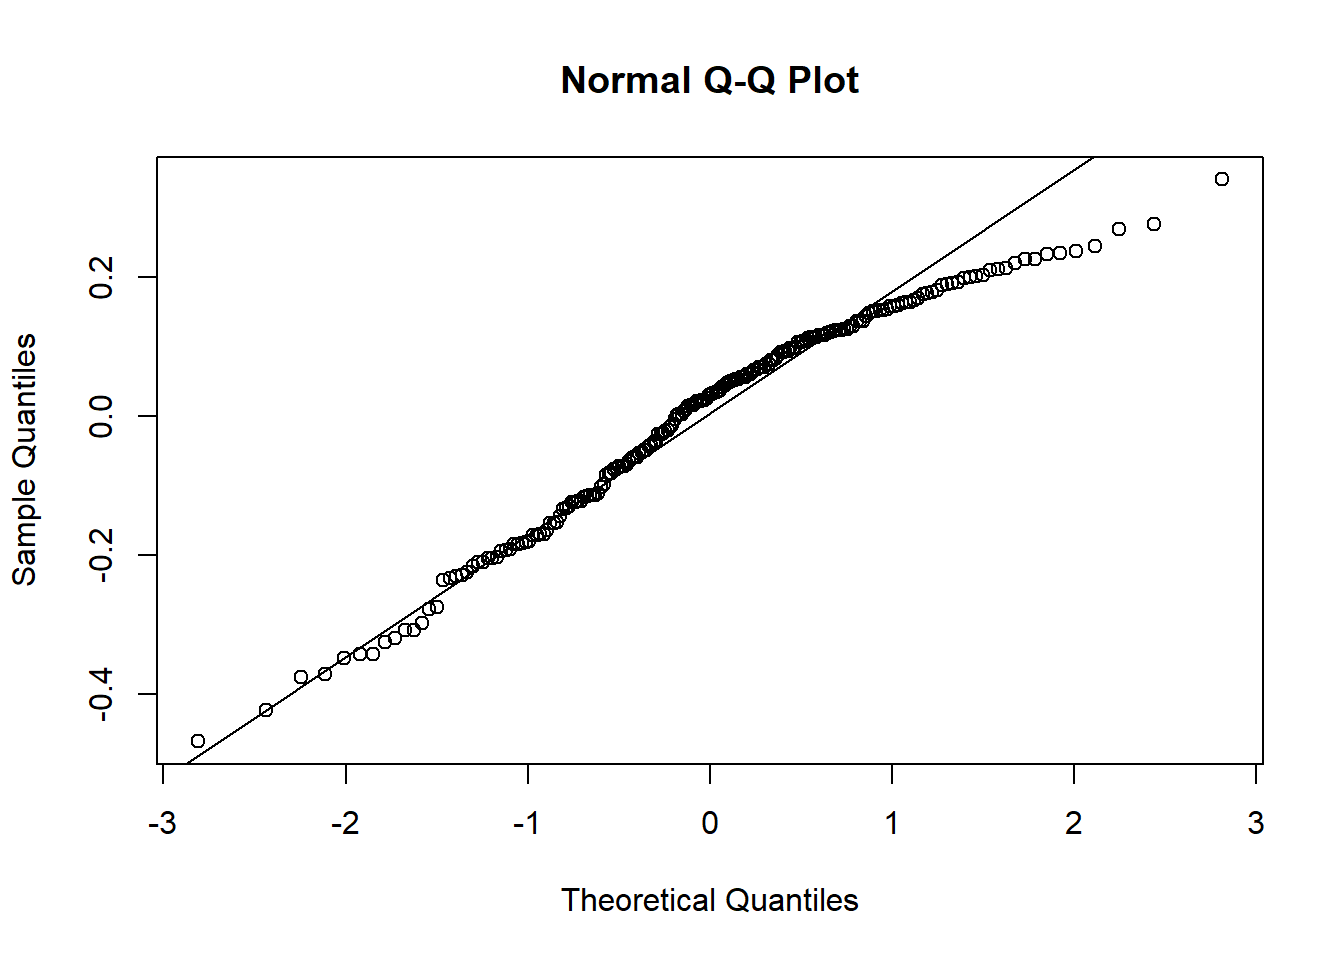 Normal Q-Q Plot
Sample Quantiles
0.2
0.0
-0.2
-0.4
-3 -2 -1 0 1 2 3
Theoretical Quantiles